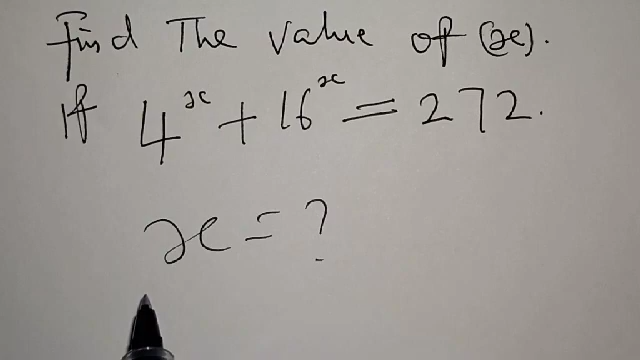 Find The Value of (x).
If 4^x + 16^x = 272.
x = ?